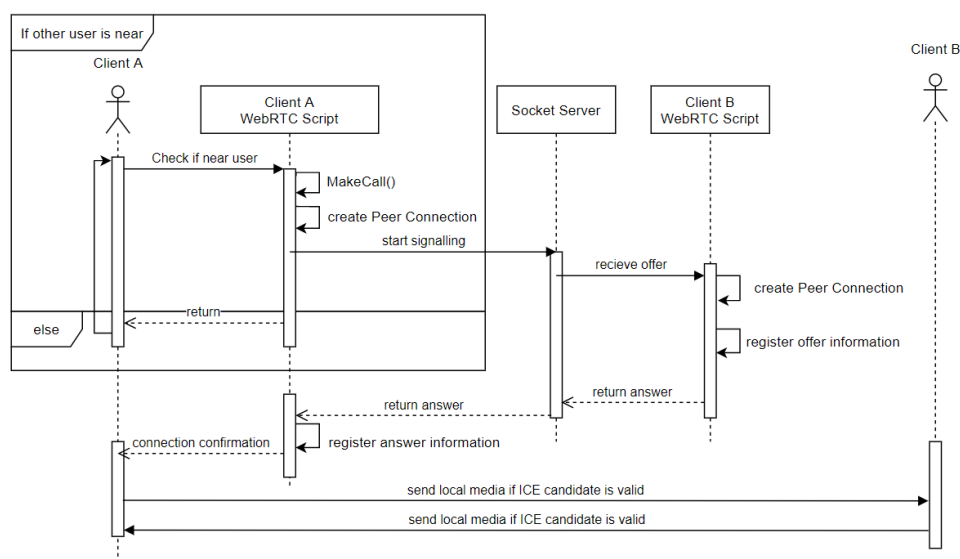 If other user is near
Client A
Client B
Client A
WebRTC Script
Socket Server
Client B
WebRTC Script
Check if near user
MakeCall()
create Peer Connection
start signalling
recieve offer
create Peer Connection
return
else
register offer information
return answer
return answer
register answer information
connection confirmation
send local media if ICE candidate is valid
send local media if ICE candidate is valid